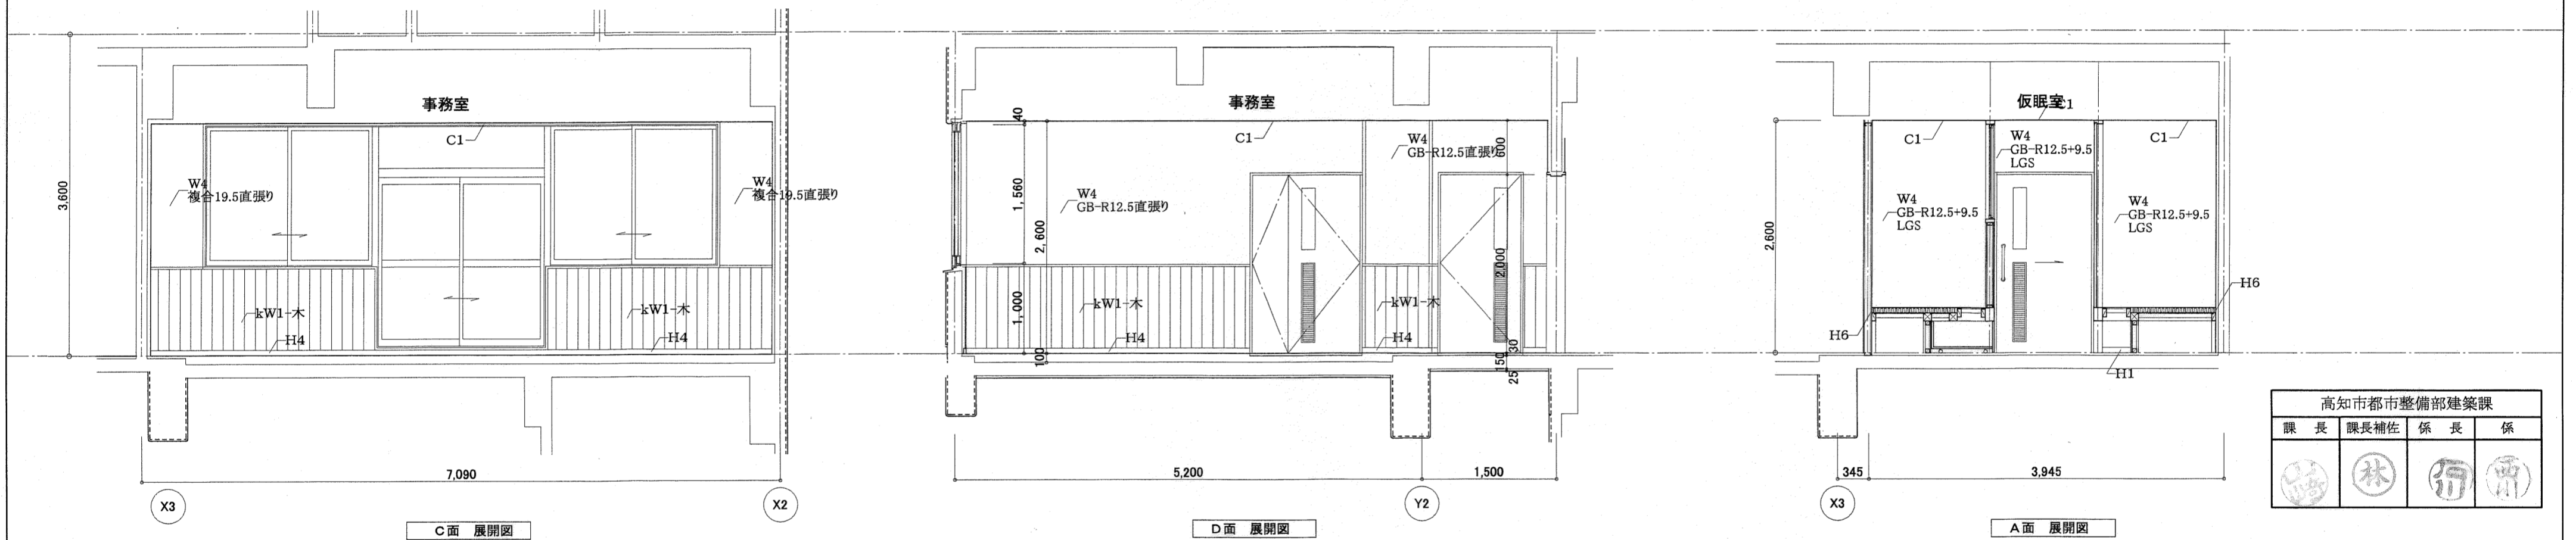 事務室
C1
W4
複合19.5直張り
W4
複合19.5直張り
3,600
kW1-木
kW1-木
H4
H4
7,090
X3
X2
C面 展開図
事務室
40
C1
W4
GB-R12.5直張り
600
1,560
W4
GB-R12.5直張り
2,600
2,000
1,000
kW1-木
kW1-木
H4
H4
100
30
150
25
5,200
1,500
Y2
D面 展開図
仮眠室
C1
C1
W4
GB-R12.5+9.5
LGS
C1
2,600
W4
GB-R12.5+9.5
LGS
W4
GB-R12.5+9.5
LGS
H6
H6
H1
345
3,945
X3
A面 展開図
高知市都市整備部建築課
課 長
課長補佐
係 長
係
林